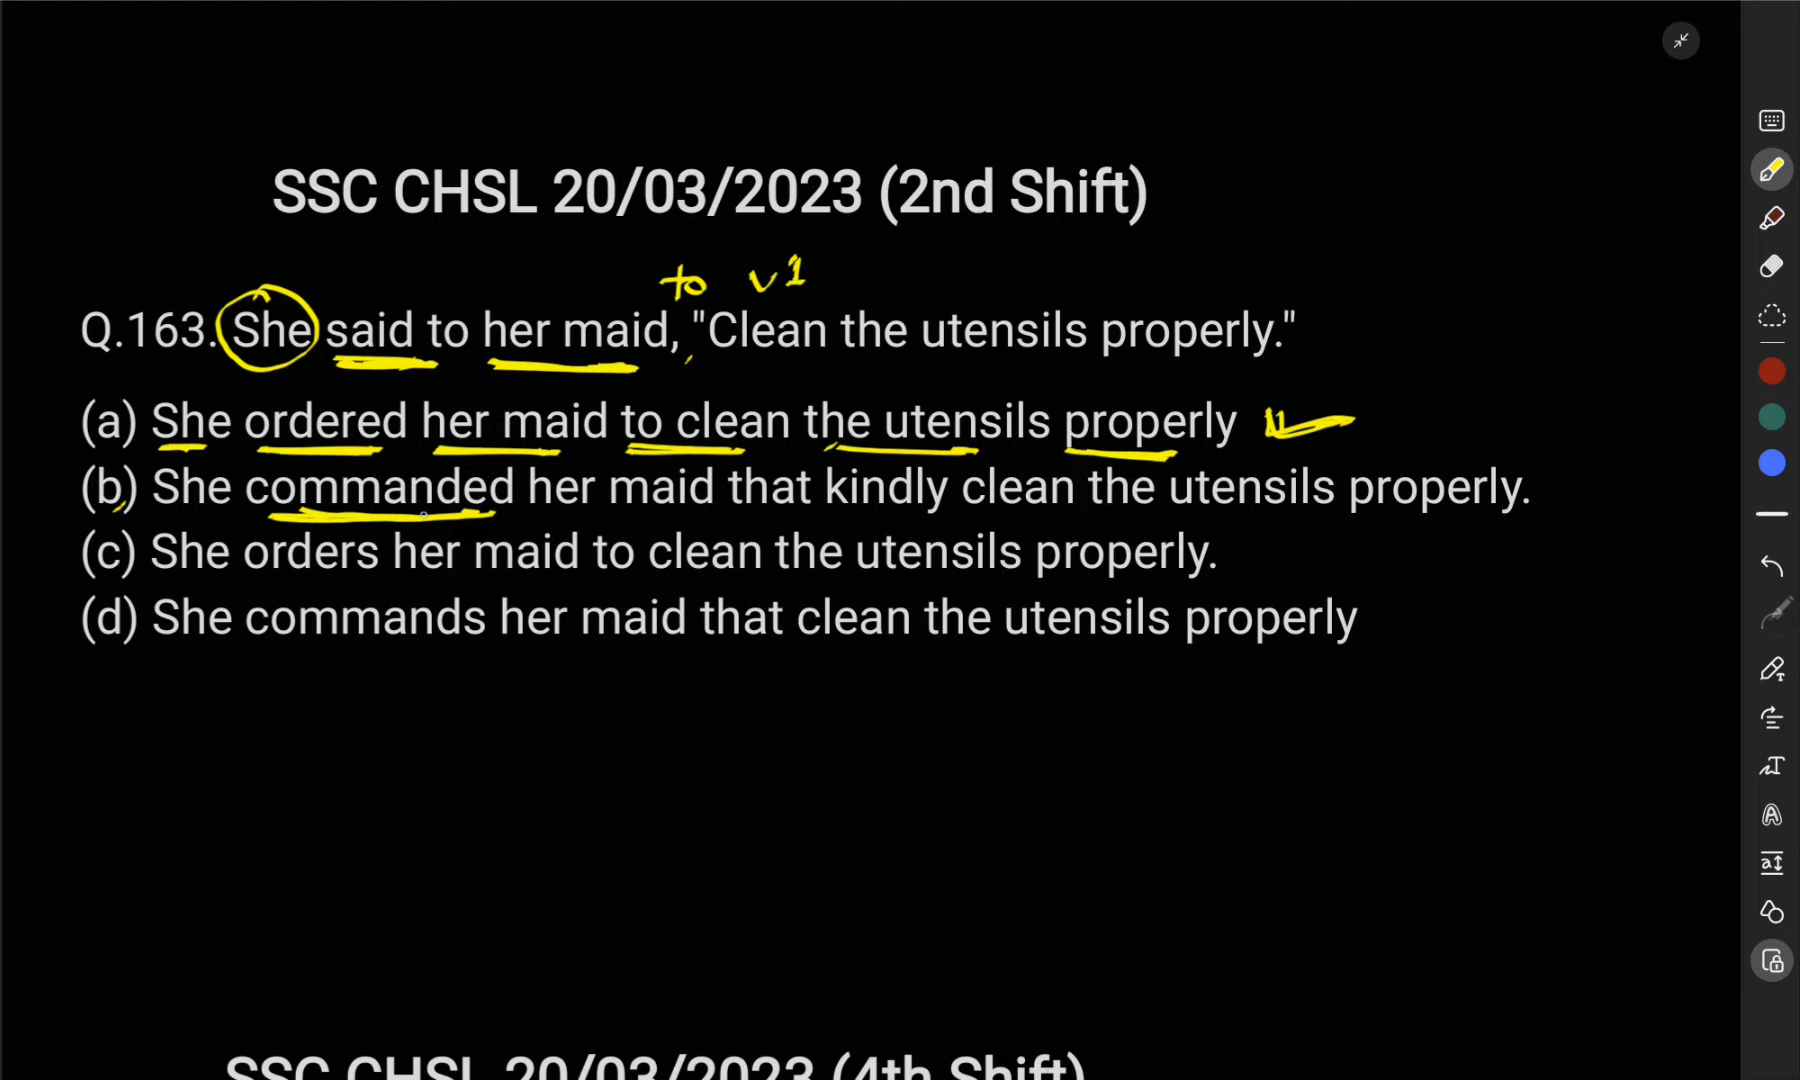 SSC CHSL 20/03/2023 (2nd Shift)
to v1
Q.163. She said to her maid, "Clean the utensils properly."
(a) She ordered her maid to clean the utensils properly
(b) She commanded her maid that kindly clean the utensils properly.
(c) She orders her maid to clean the utensils properly.
(d) She commands her maid that clean the utensils properly
SSC CHSL 20/03/2023 (4th Shift)